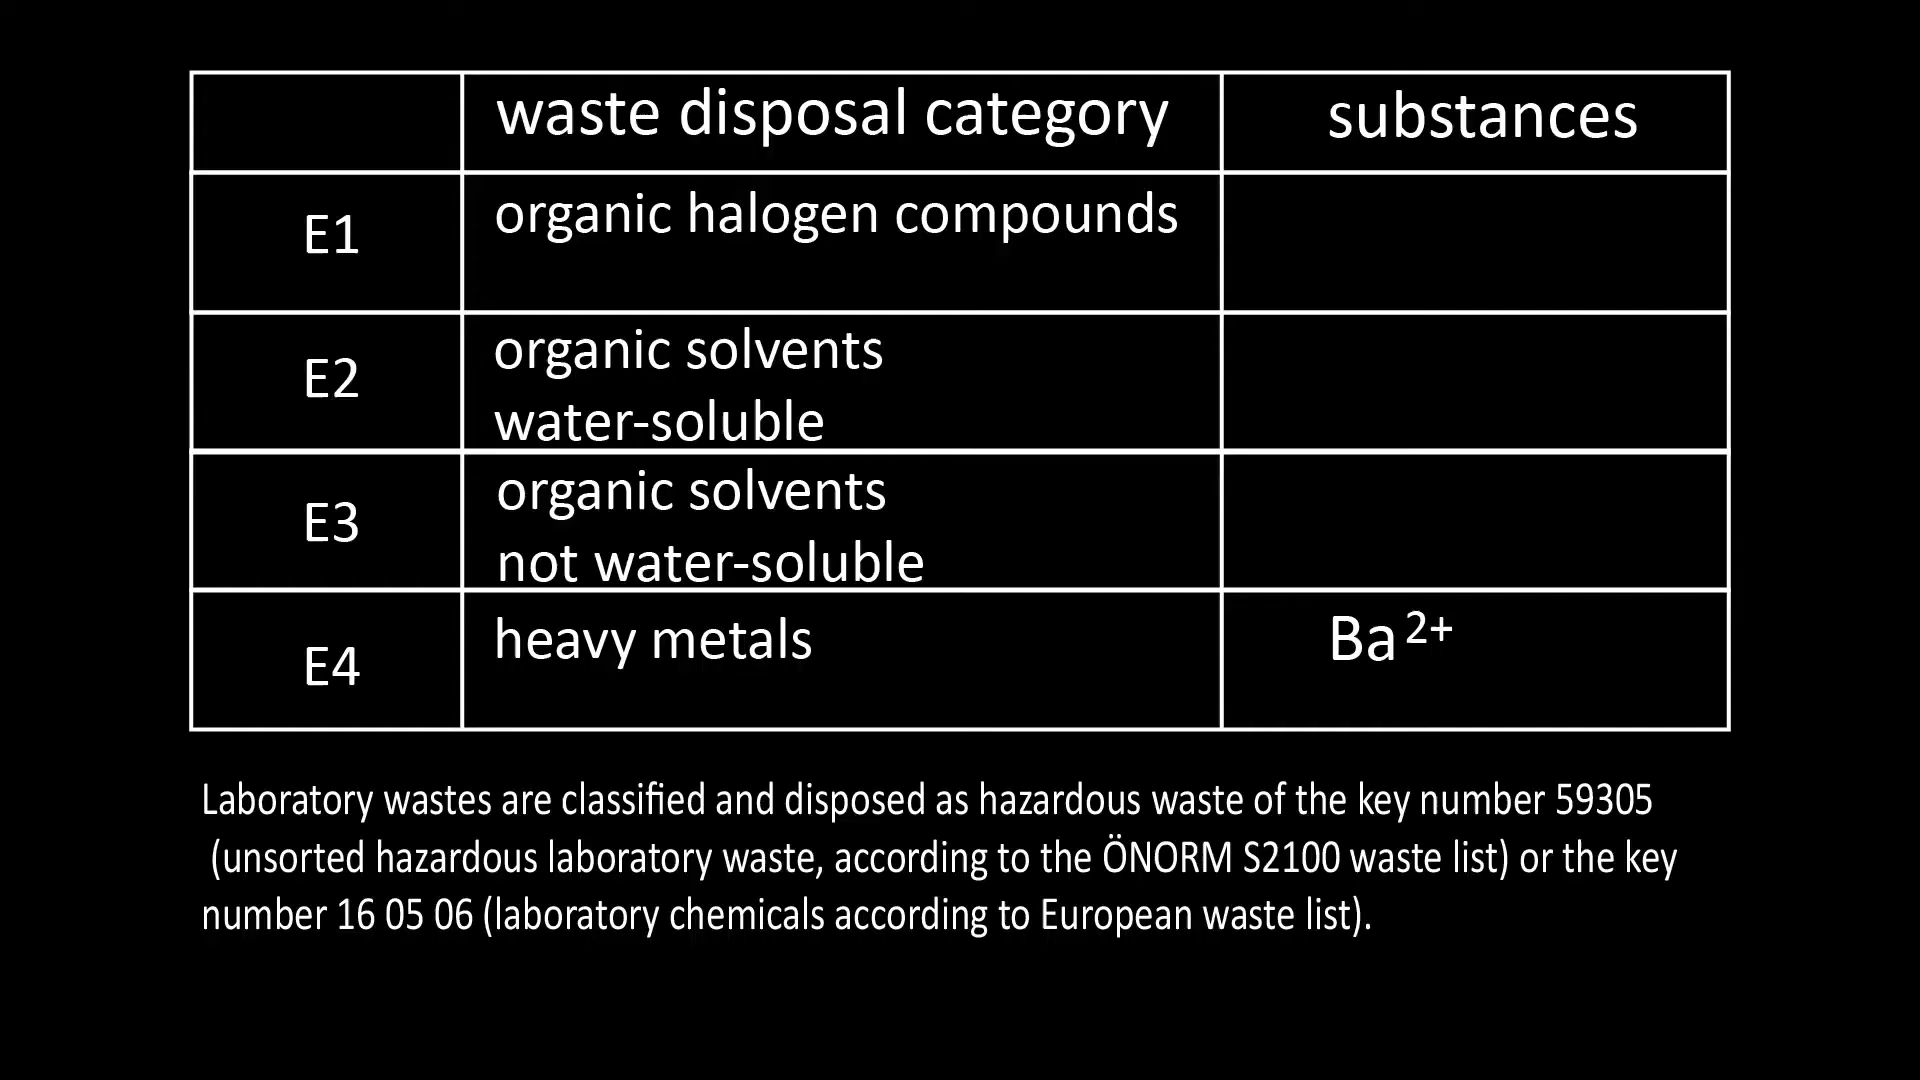 waste disposal category substances
E1 organic halogen compounds
E2 organic solvents
water-soluble
E3 organic solvents
not water-soluble
E4 heavy metals Ba2+
Laboratory wastes are classified and disposed as hazardous waste of the key number 59305
(unsorted hazardous laboratory waste, according to the ÖNORM S2100 waste list) or the key
number 16 05 06 (laboratory chemicals according to European waste list).